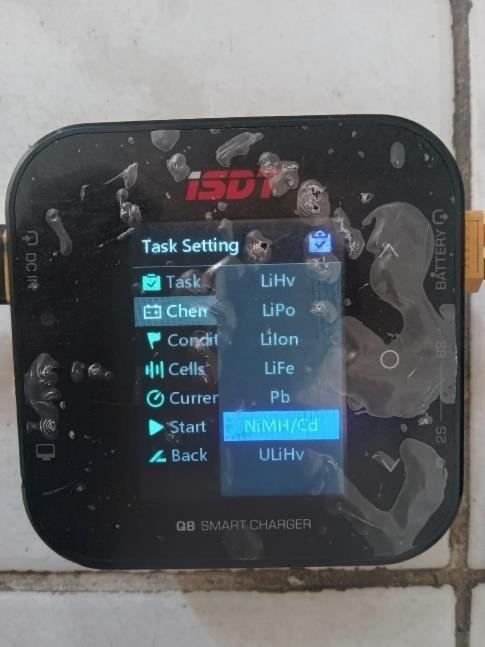 iSDT
Task Setting
Task
Chem
Condit
Cells
Curren
Start
Back
LiHv
LiPo
LiIon
LiFe
Pb
NiMH/Cd
ULiHv
DC IN
BATTERY
2S
8S
Q8 SMART CHARGER